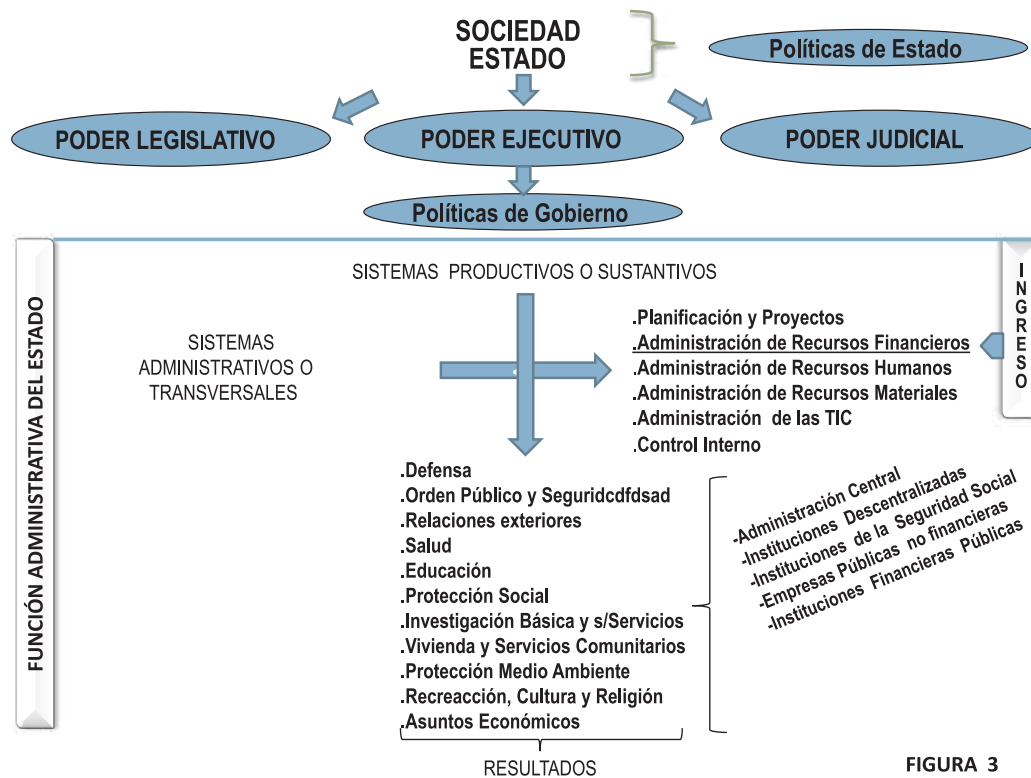 SOCIEDAD
ESTADO
Políticas de Estado
PODER LEGISLATIVO
PODER EJECUTIVO
PODER JUDICIAL
Políticas de Gobierno
FUNCIÓN ADMINISTRATIVA DEL ESTADO
SISTEMAS PRODUCTIVOS O SUSTANTIVOS
INGRESO
SISTEMAS
ADMINISTRATIVOS O
TRANSVERSALES
.Planificación y Proyectos
.Administración de Recursos Financieros
.Administración de Recursos Humanos
.Administración de Recursos Materiales
.Administración de las TIC
.Control Interno
.Defensa
.Orden Público y Seguridcdfdsad
.Relaciones exteriores
.Salud
.Educación
.Protección Social
.Investigación Básica y s/Servicios
.Vivienda y Servicios Comunitarios
.Protección Medio Ambiente
.Recreacción, Cultura y Religión
.Asuntos Económicos
-Administración Central
-Instituciones Descentralizadas
-Instituciones de la Seguridad Social
-Empresas Públicas no financieras
-Instituciones Financieras Públicas
RESULTADOS
FIGURA 3